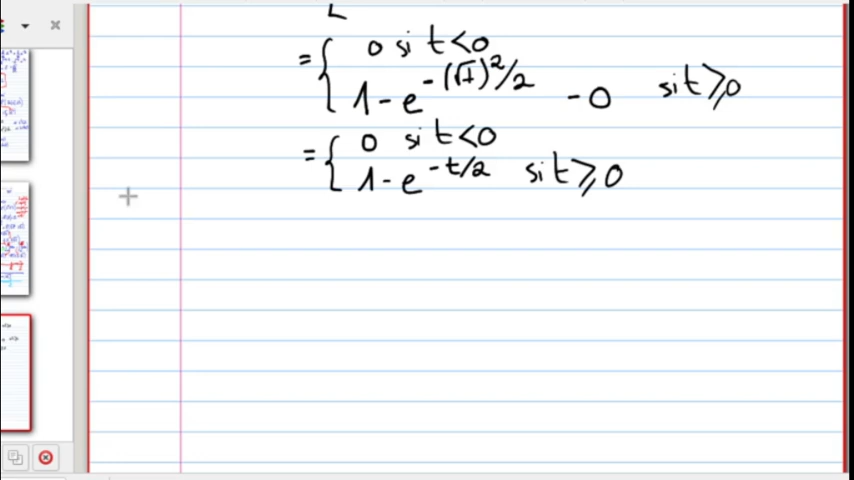 = { 0 si t<0
1 - e^{-(√t)²/2} - 0 si t⩾0
= { 0 si t<0
1 - e^{-t/2} si t⩾0